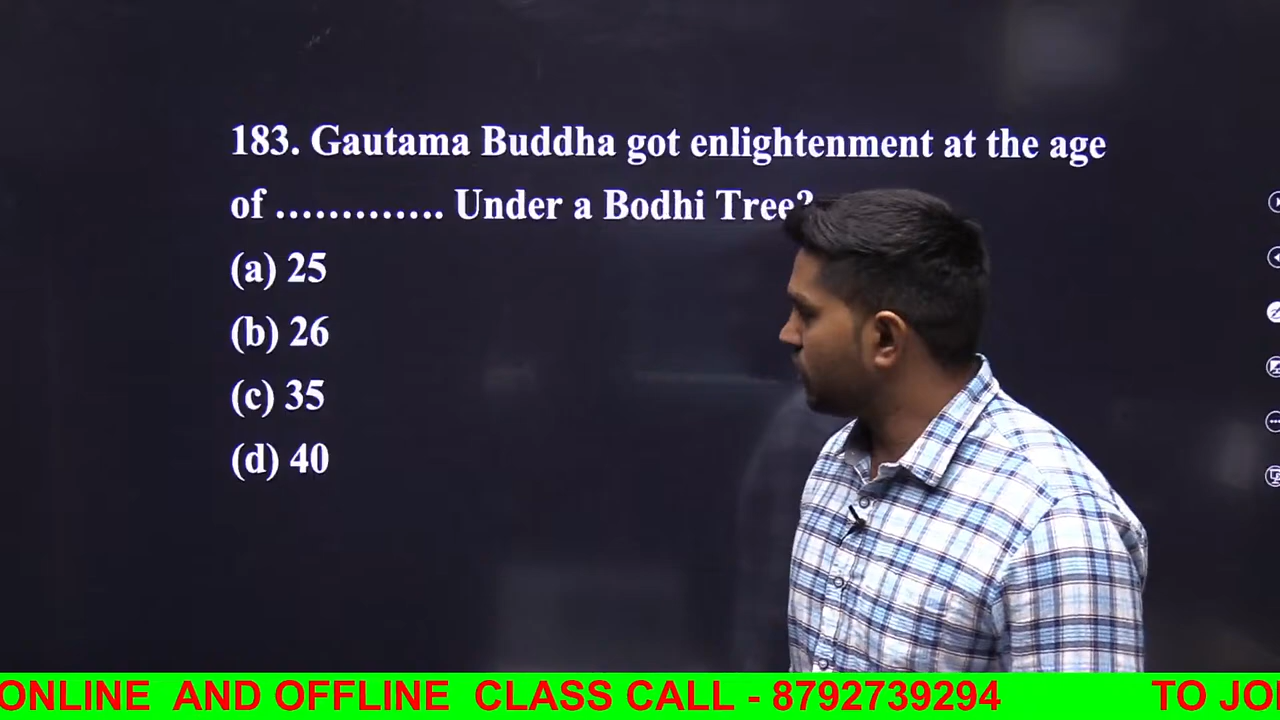 183. Gautama Buddha got enlightenment at the age
of …………. Under a Bodhi Tree?
(a) 25
(b) 26
(c) 35
(d) 40
ONLINE AND OFFLINE CLASS CALL - 8792739294 TO JOI